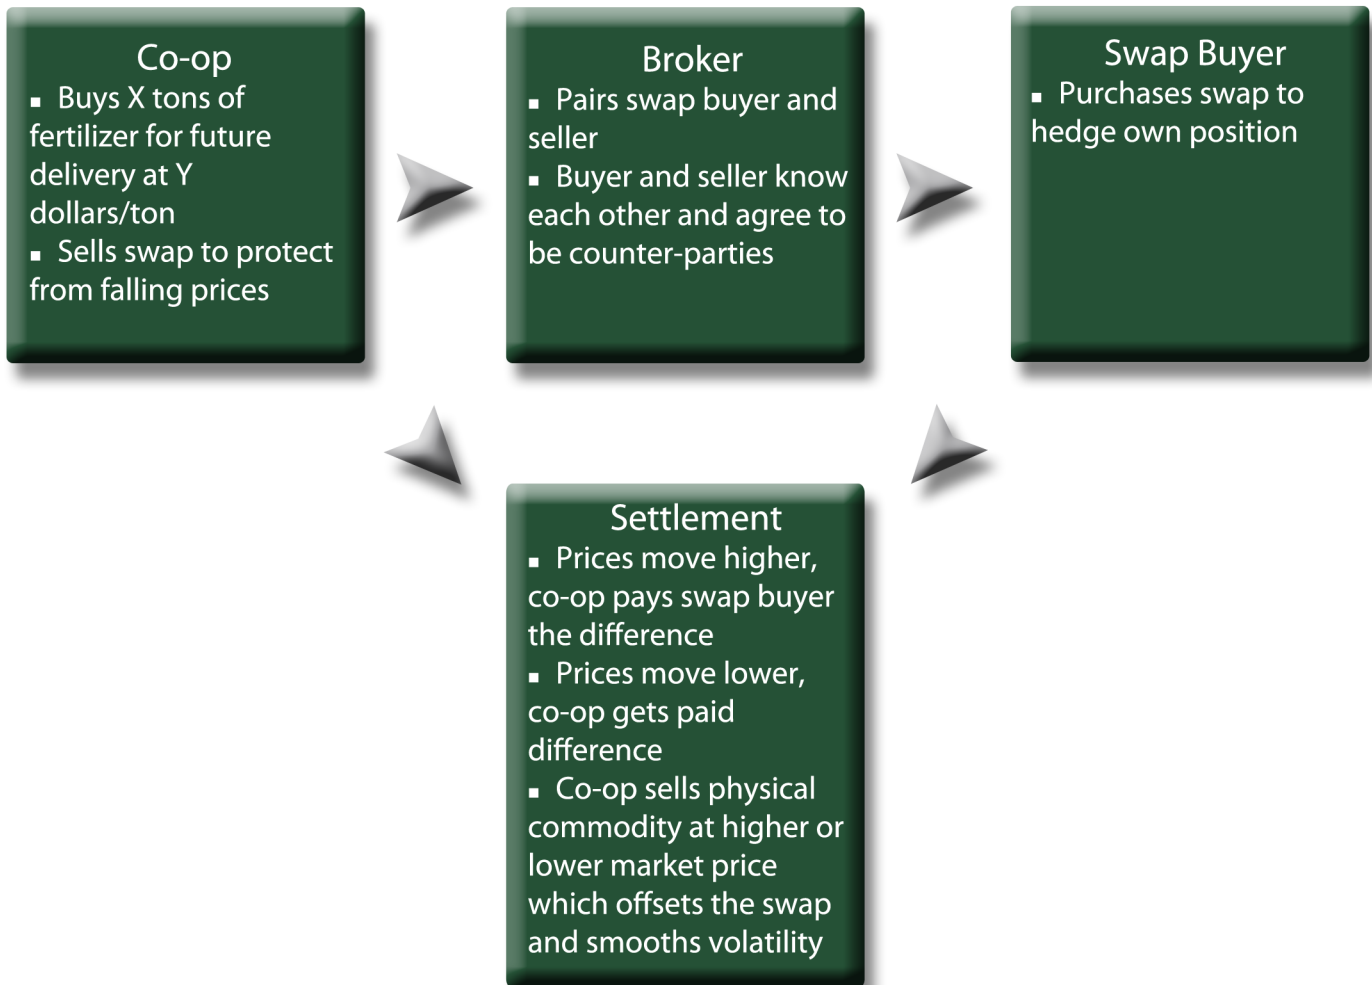 Co-op
▪ Buys X tons of
fertilizer for future
delivery at Y
dollars/ton
▪ Sells swap to protect
from falling prices
Broker
▪ Pairs swap buyer and
seller
▪ Buyer and seller know
each other and agree to
be counter-parties
Swap Buyer
▪ Purchases swap to
hedge own position
Settlement
▪ Prices move higher,
co-op pays swap buyer
the difference
▪ Prices move lower,
co-op gets paid
difference
▪ Co-op sells physical
commodity at higher or
lower market price
which offsets the swap
and smooths volatility